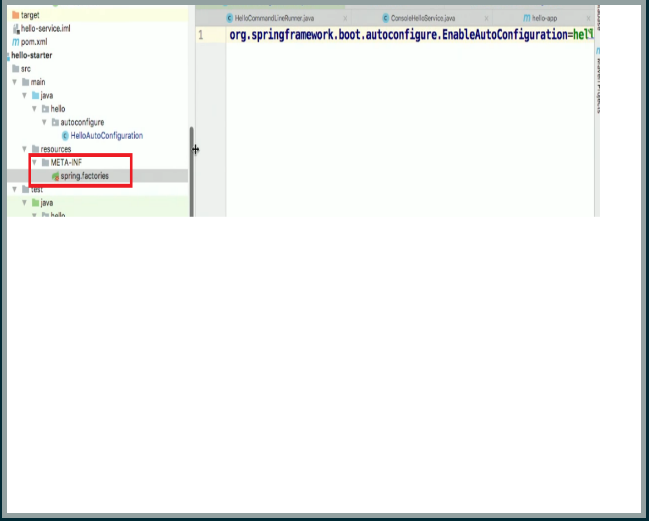 target
hello-service.iml
pom.xml
hello-starter
src
main
java
hello
autoconfigure
HelloAutoConfiguration
resources
META-INF
spring.factories
test
java
hello
HelloCommandLineRunner.java
ConsoleHelloService.java
hello-app
1 org.springframework.boot.autoconfigure.EnableAutoConfiguration=hell
Projects